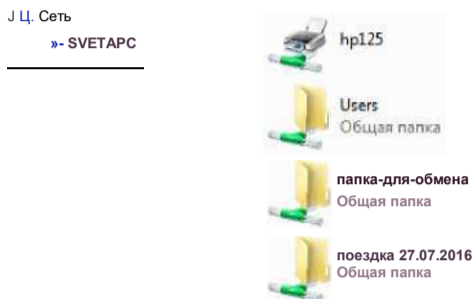 J Ц. Сеть
»- SVETAPC
hp125
Users
Общая папка
папка-для-обмена
Общая папка
поездка 27.07.2016
Общая папка